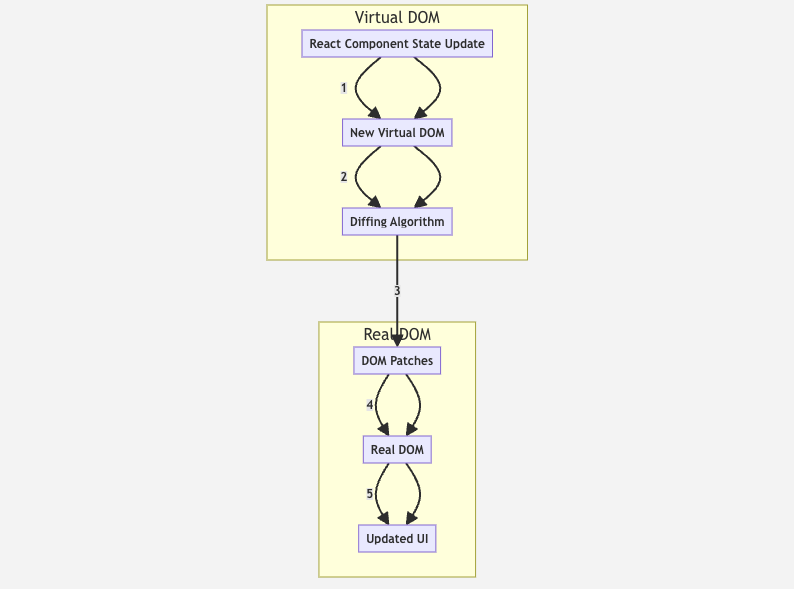 Virtual DOM
React Component State Update
1
New Virtual DOM
2
Diffing Algorithm
3
Real DOM
DOM Patches
4
Real DOM
5
Updated UI